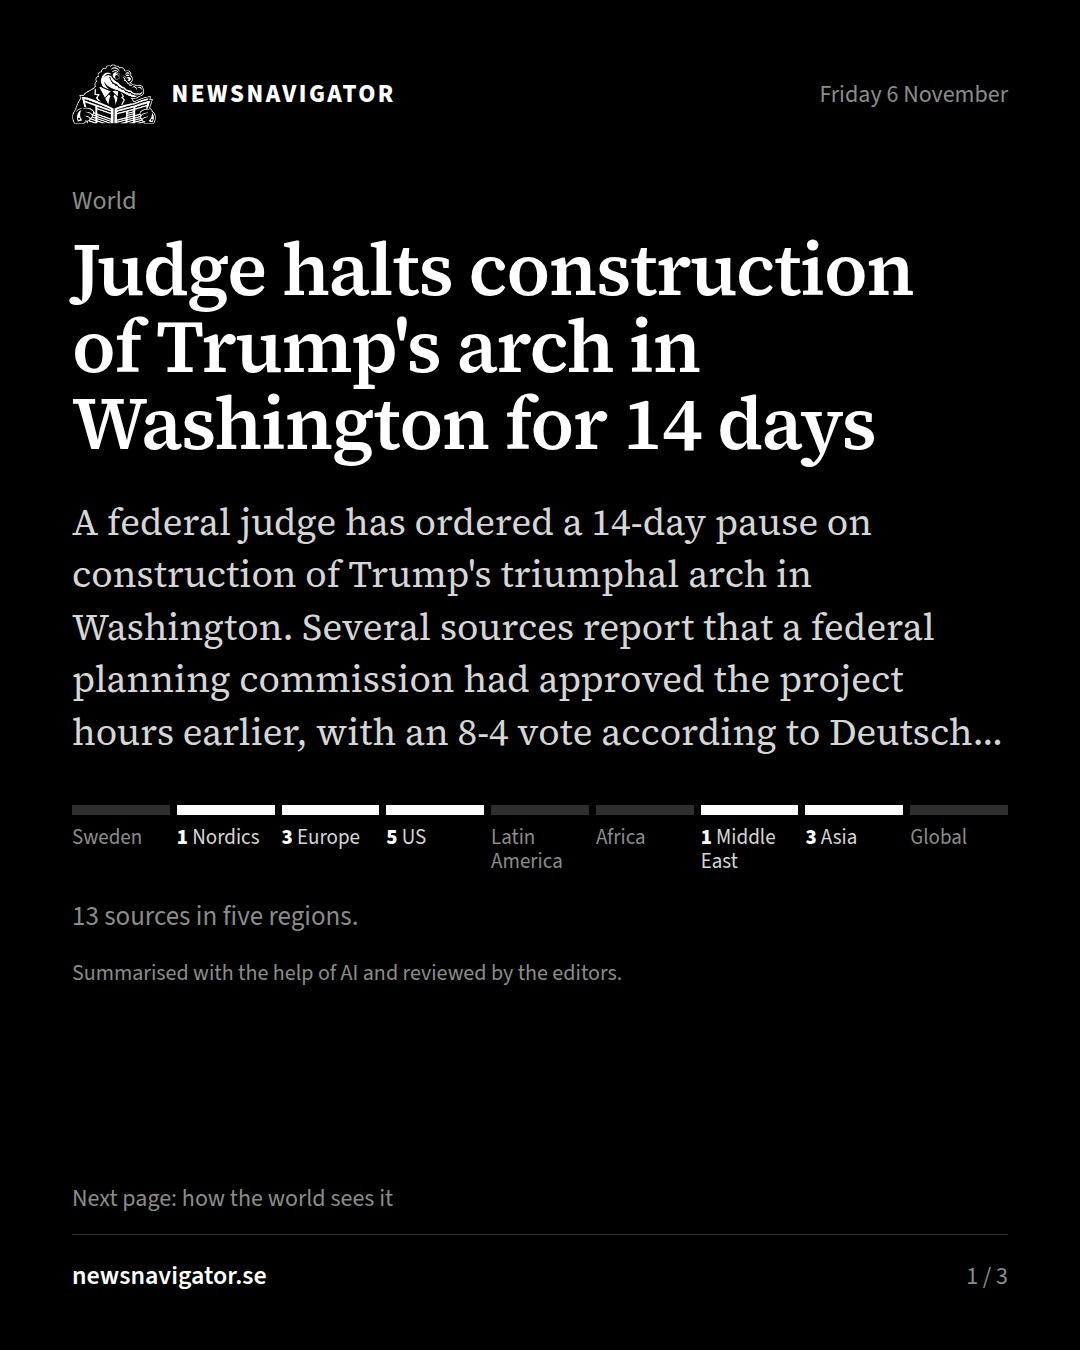 NEWSNAVIGATOR
Friday 6 November
World
Judge halts construction
of Trump's arch in
Washington for 14 days
A federal judge has ordered a 14-day pause on
construction of Trump's triumphal arch in
Washington. Several sources report that a federal
planning commission had approved the project
hours earlier, with an 8-4 vote according to Deutsch...
Sweden
1 Nordics
3 Europe
5 US
Latin
America
Africa
1 Middle
East
3 Asia
Global
13 sources in five regions.
Summarised with the help of AI and reviewed by the editors.
Next page: how the world sees it
newsnavigator.se
1 / 3